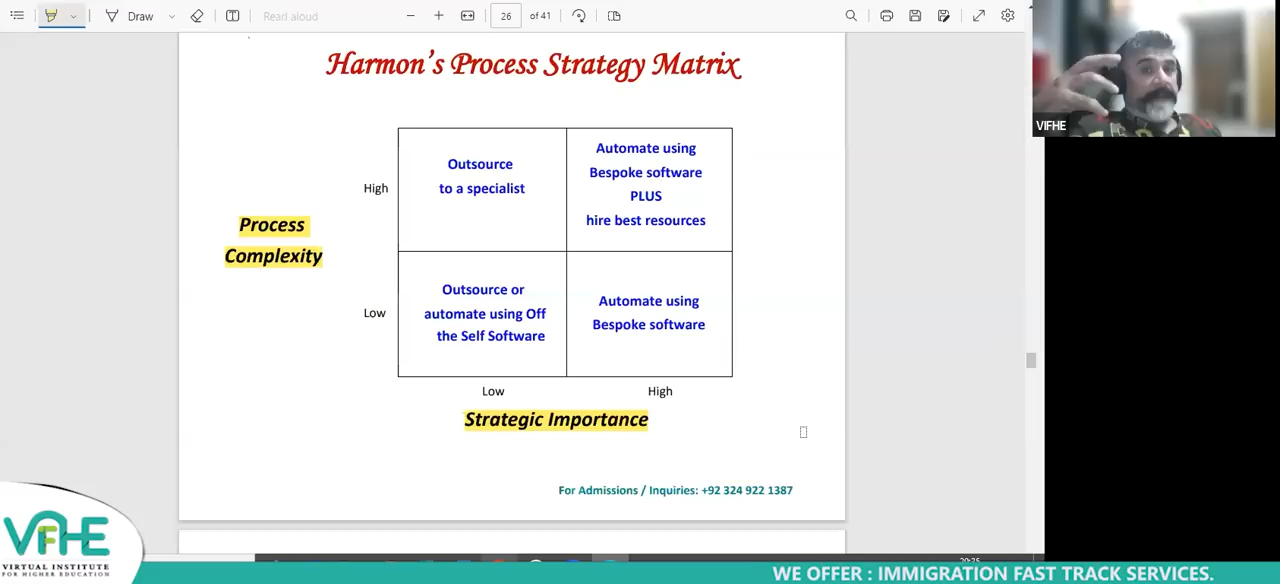 Draw
Read aloud
26
of 41
VIFHE
Harmon's Process Strategy Matrix
Outsource
to a specialist
Automate using
Bespoke software
PLUS
hire best resources
High
Process
Complexity
Outsource or
automate using Off
the Self Software
Automate using
Bespoke software
Low
Low
High
Strategic Importance
For Admissions / Inquiries: +92 324 922 1387
VIFHE
VIRTUAL INSTITUTE
FOR HIGHER EDUCATION
WE OFFER : IMMIGRATION FAST TRACK SERVICES.